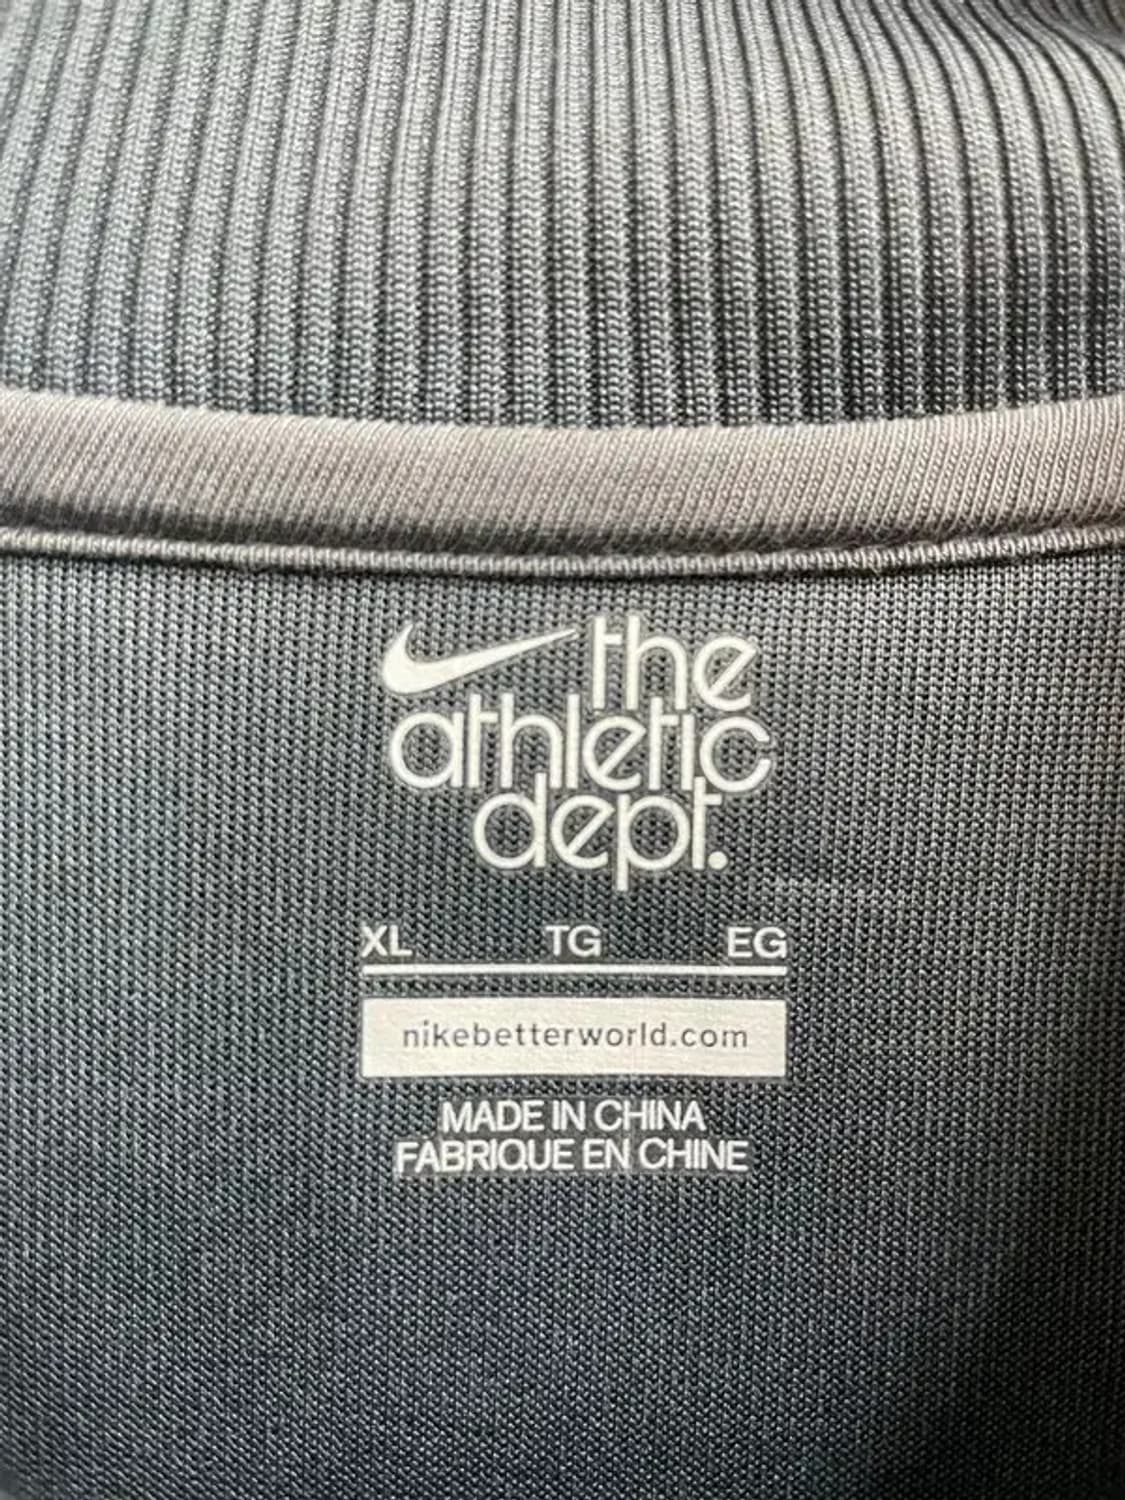 the
athletic
dept.
XL TG EG
nikebetterworld.com
MADE IN CHINA
FABRIQUE EN CHINE